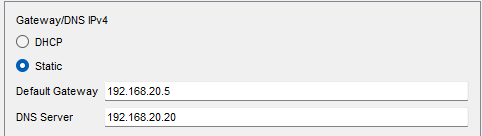 Gateway/DNS IPv4
DHCP
Static
Default Gateway 192.168.20.5
DNS Server 192.168.20.20